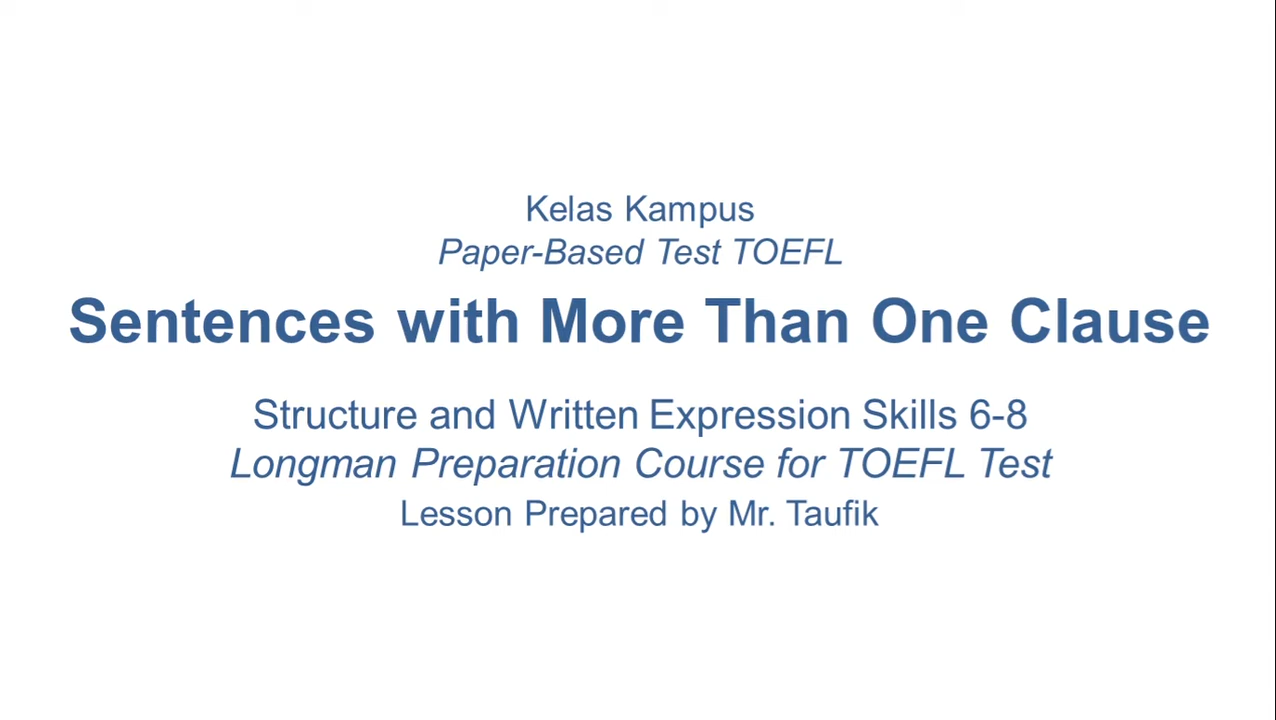 Kelas Kampus
Paper-Based Test TOEFL
Sentences with More Than One Clause
Structure and Written Expression Skills 6-8
Longman Preparation Course for TOEFL Test
Lesson Prepared by Mr. Taufik